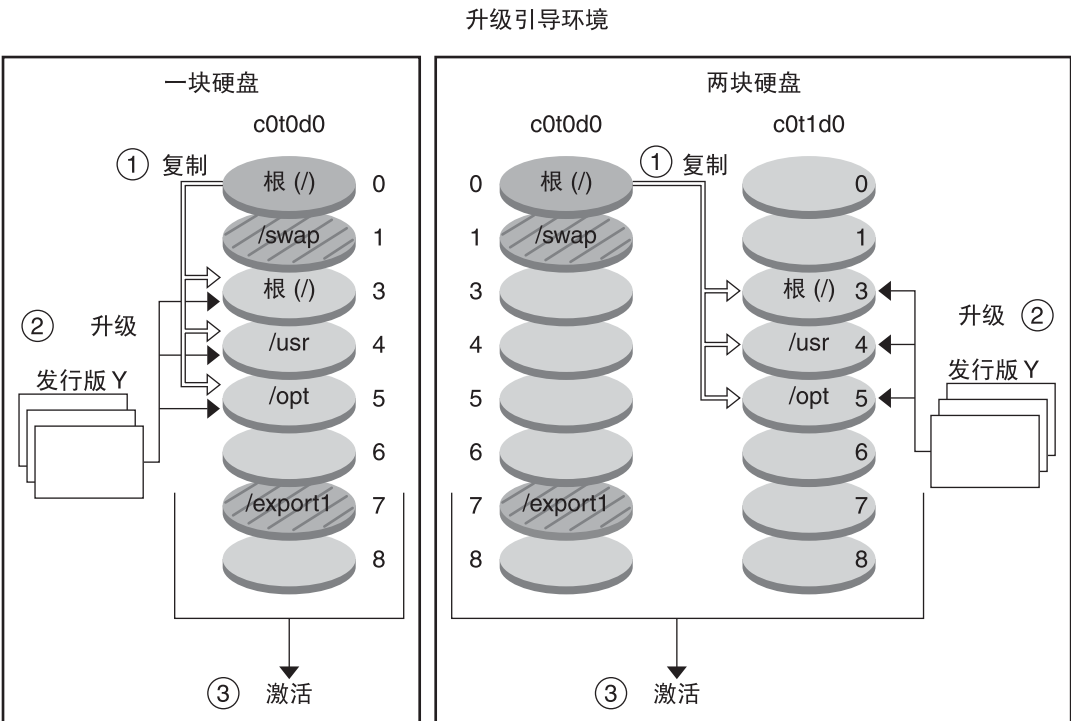 升级引导环境
一块硬盘
c0t0d0
① 复制
根 (/) 0
/swap 1
根 (/) 3
② 升级
/usr 4
发行版 Y
/opt 5
6
/export1 7
8
③ 激活
两块硬盘
c0t0d0 c0t1d0
① 复制
0 根 (/) 0
1 /swap 1
3 根 (/) 3
升级 ②
4 /usr 4
发行版 Y
5 /opt 5
6 6
7 /export1 7
8 8
③ 激活